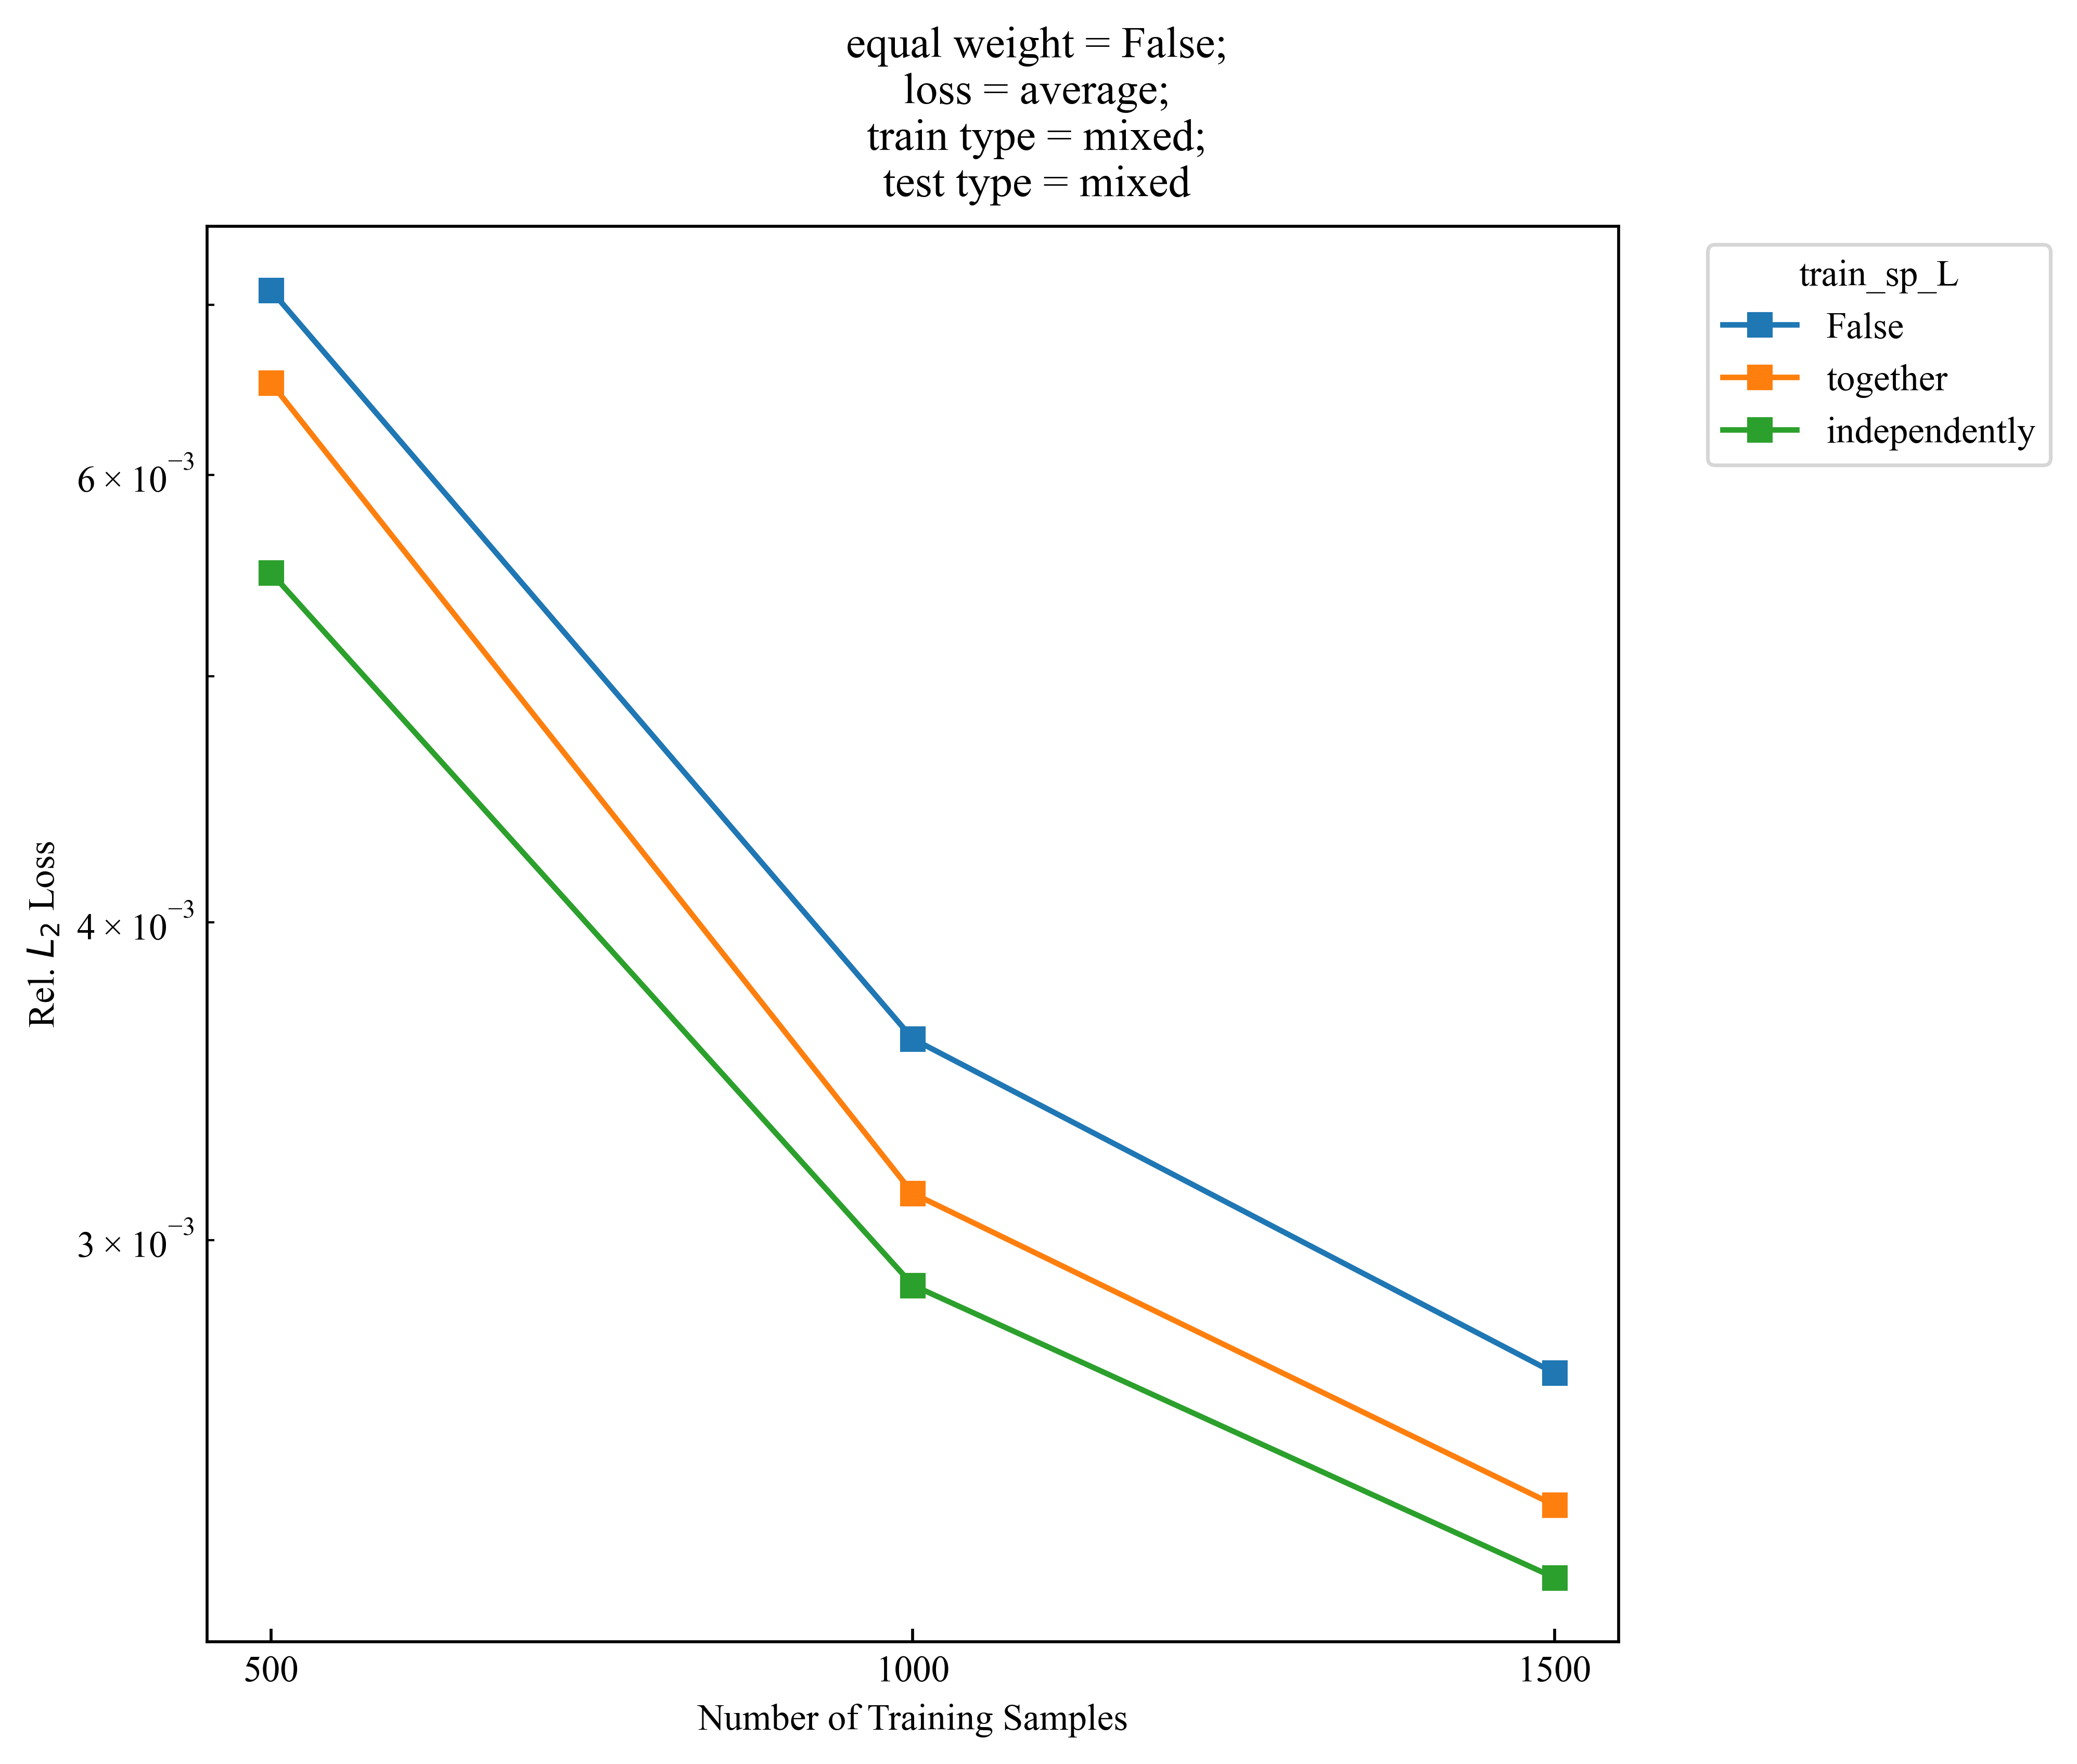 equal weight = False;
loss = average;
train type = mixed;
test type = mixed
train_sp_L
False
together
independently
6 × 10⁻³
4 × 10⁻³
3 × 10⁻³
Rel. L₂ Loss
500 1000 1500
Number of Training Samples